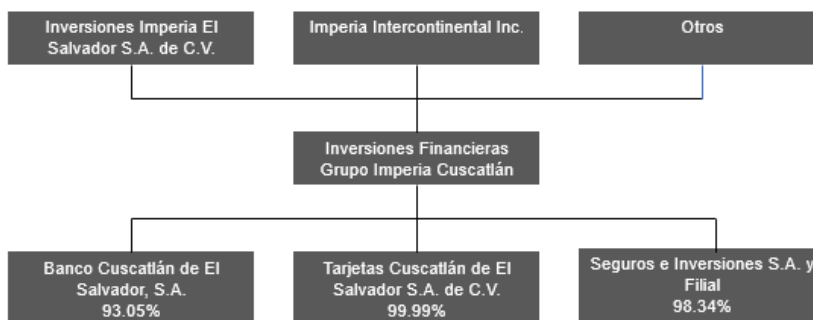 Inversiones Imperia El
Salvador S.A. de C.V.
Imperia Intercontinental Inc.
Otros
Inversiones Financieras
Grupo Imperia Cuscatlán
Banco Cuscatlán de El
Salvador, S.A.
93.05%
Tarjetas Cuscatlán de El
Salvador S.A. de C.V.
99.99%
Seguros e Inversiones S.A. y
Filial
98.34%